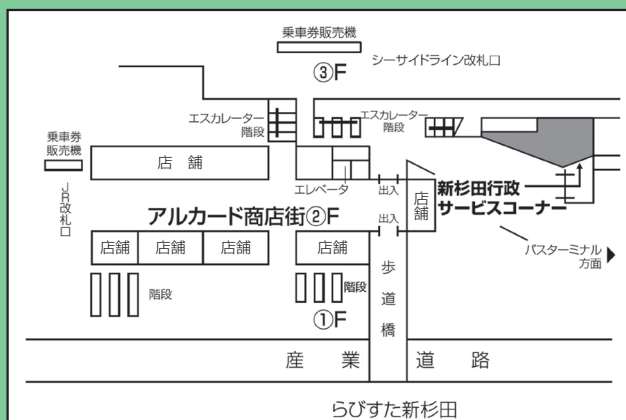 乗車券販売機
③F
シーサイドライン改札口
エスカレーター
階段
エスカレーター
階段
乗車券
販売機
店舗
エレベータ
出入
店舗
新杉田行政
サービスコーナー
JR改札口
アルカード商店街②F
出入
店舗
店舗
店舗
店舗
バスターミナル
方面
階段
階段
①F
歩道橋
産業道路
らびすた新杉田